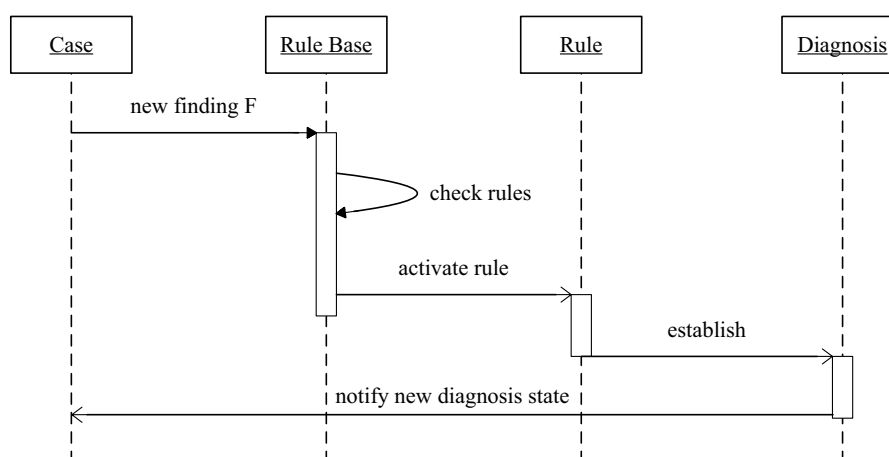 Case
Rule Base
Rule
Diagnosis
new finding F
check rules
activate rule
establish
notify new diagnosis state